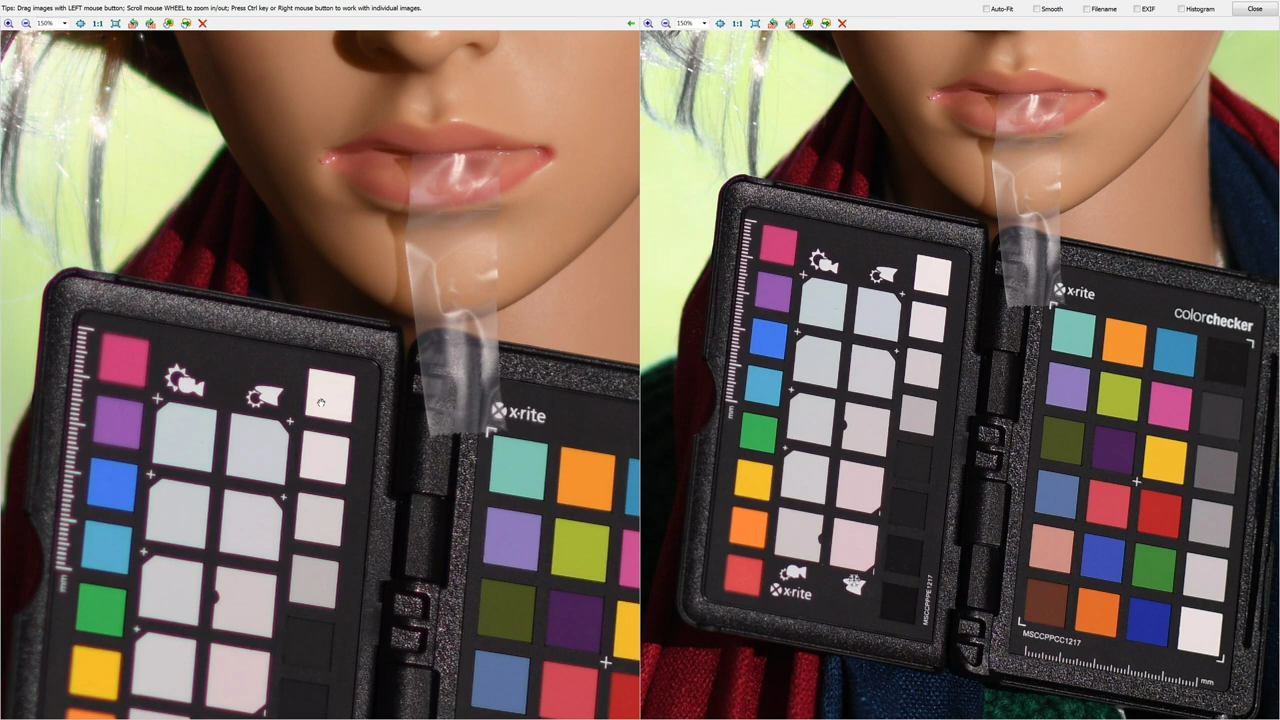 Tips: Drag images with LEFT mouse button; Scroll mouse WHEEL to zoom in/out; Press Ctrl key or Right mouse button to work with individual images.
Auto-Fit
Smooth
Filename
EXIF
Histogram
Close
150%
1:1
150%
1:1
mm
x-rite
mm
x-rite
MSCCPPPE1217
x-rite
colorchecker
MSCCPPCC1217
mm